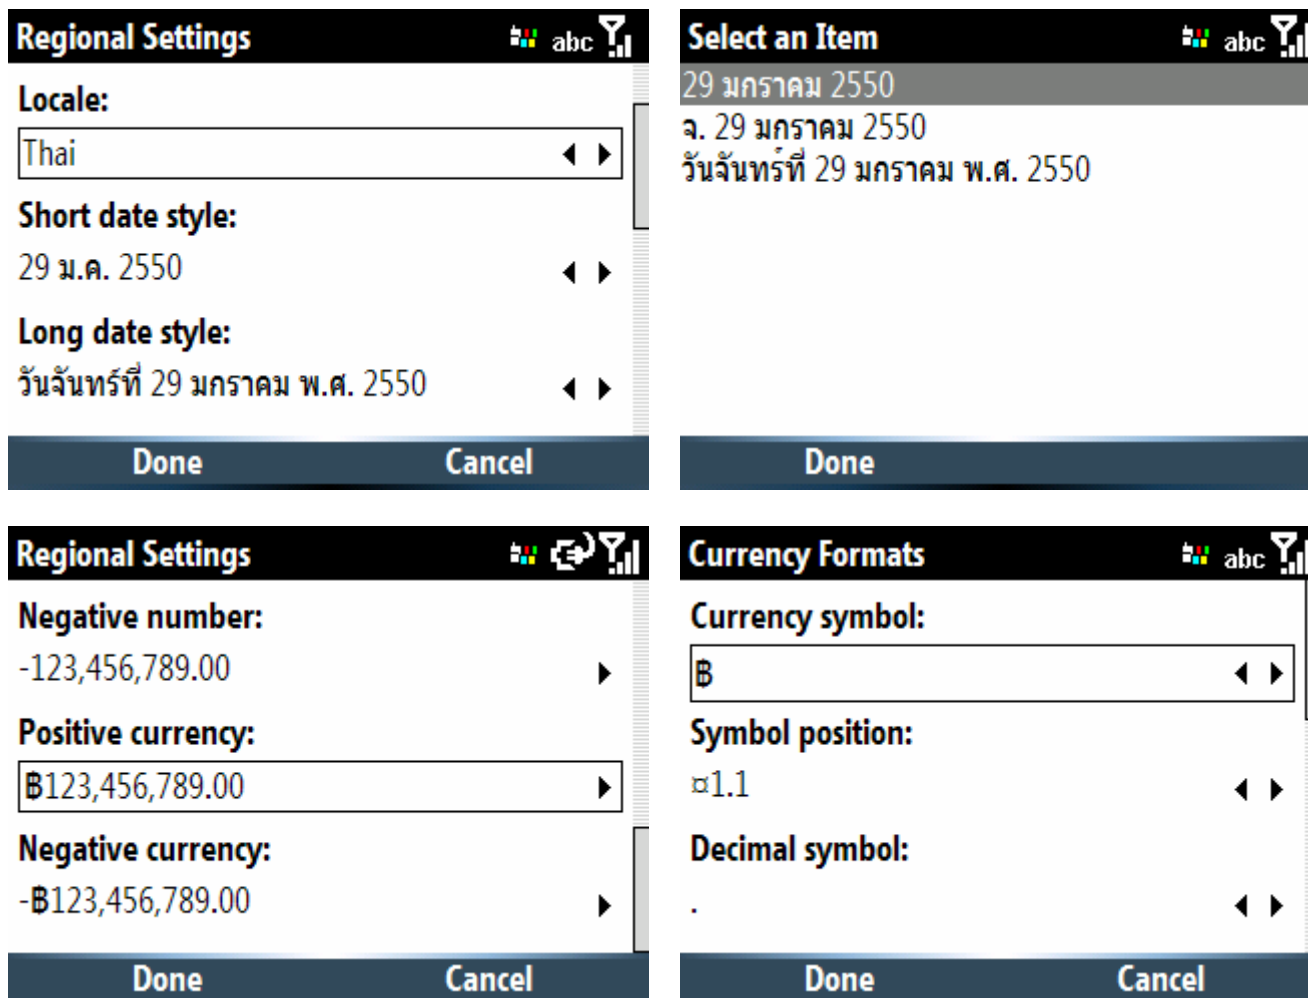 Regional Settings abc
Locale:
Thai
Short date style:
29 ม.ค. 2550
Long date style:
วันจันทร์ที่ 29 มกราคม พ.ศ. 2550
Done Cancel
Select an Item abc
29 มกราคม 2550
จ. 29 มกราคม 2550
วันจันทร์ที่ 29 มกราคม พ.ศ. 2550
Done
Regional Settings
Negative number:
-123,456,789.00
Positive currency:
฿123,456,789.00
Negative currency:
-฿123,456,789.00
Done Cancel
Currency Formats abc
Currency symbol:
฿
Symbol position:
¤1.1
Decimal symbol:
.
Done Cancel